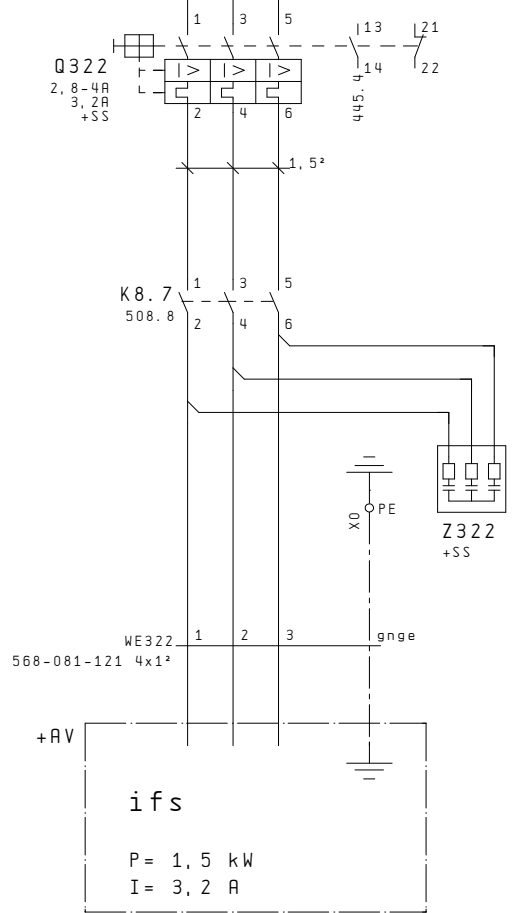 1 3 5
13 21
Q322
I> I> I>
14 22
2,8-4A
3,2A
+SS
445.4
2 4 6
1,5²
1 3 5
K8.7
508.8
2 4 6
X0 PE
Z322
+SS
WE322 1 2 3 gnge
568-081-121 4x1²
+AV
ifs
P= 1,5 kW
I= 3,2 A